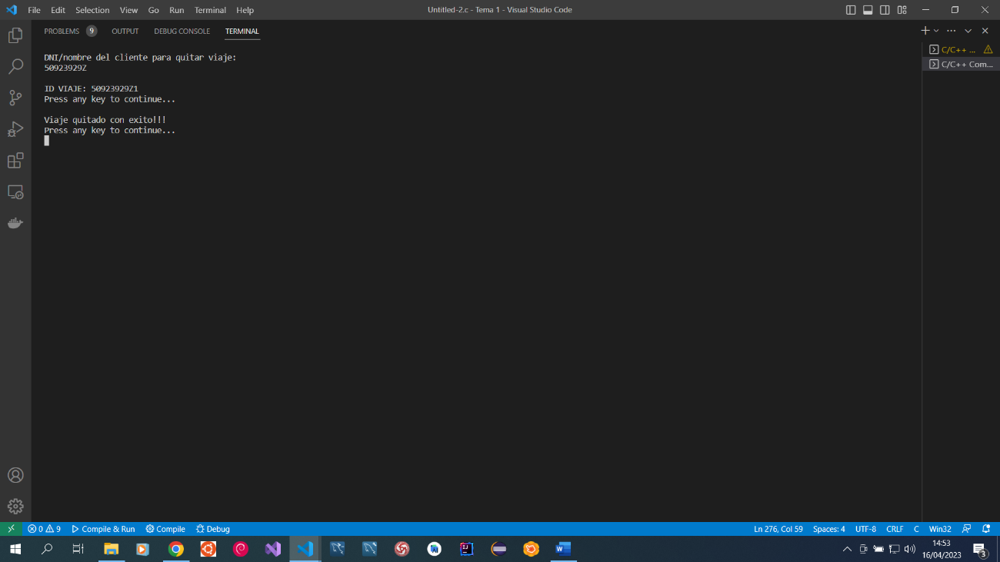 File Edit Selection View Go Run Terminal Help
Untitled-2.c - Tema 1 - Visual Studio Code
PROBLEMS 9 OUTPUT DEBUG CONSOLE TERMINAL
C/C++ ...
C/C++ Com...
DNI/nombre del cliente para quitar viaje:
50923929Z
ID VIAJE: 50923929Z1
Press any key to continue...
Viaje quitado con exito!!!
Press any key to continue...
0 9 Compile & Run Compile Debug
Ln 276, Col 59 Spaces: 4 UTF-8 CRLF C Win32
14:53
16/04/2023
3